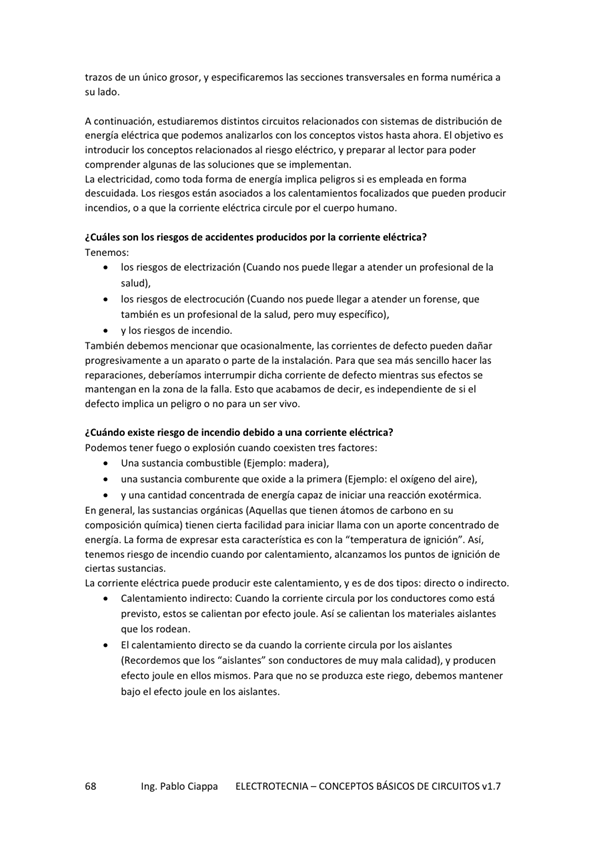 trazos de un único grosor, y especificaremos las secciones transversales en forma numérica a
su lado.
A continuación, estudiaremos distintos circuitos relacionados con sistemas de distribución de
energía eléctrica que podemos analizarlos con los conceptos vistos hasta ahora. El objetivo es
introducir los conceptos relacionados al riesgo eléctrico, y preparar al lector para poder
comprender algunas de las soluciones que se implementan.
La electricidad, como toda forma de energía implica peligros si es empleada en forma
descuidada. Los riesgos están asociados a los calentamientos focalizados que pueden producir
incendios, o a que la corriente eléctrica circule por el cuerpo humano.
¿Cuáles son los riesgos de accidentes producidos por la corriente eléctrica?
Tenemos:
• los riesgos de electrización (Cuando nos puede llegar a atender un profesional de la
salud),
• los riesgos de electrocución (Cuando nos puede llegar a atender un forense, que
también es un profesional de la salud, pero muy específico),
• y los riesgos de incendio.
También debemos mencionar que ocasionalmente, las corrientes de defecto pueden dañar
progresivamente a un aparato o parte de la instalación. Para que sea más sencillo hacer las
reparaciones, deberíamos interrumpir dicha corriente de defecto mientras sus efectos se
mantengan en la zona de la falla. Esto que acabamos de decir, es independiente de si el
defecto implica un peligro o no para un ser vivo.
¿Cuándo existe riesgo de incendio debido a una corriente eléctrica?
Podemos tener fuego o explosión cuando coexisten tres factores:
• Una sustancia combustible (Ejemplo: madera),
• una sustancia comburente que oxide a la primera (Ejemplo: el oxígeno del aire),
• y una cantidad concentrada de energía capaz de iniciar una reacción exotérmica.
En general, las sustancias orgánicas (Aquellas que tienen átomos de carbono en su
composición química) tienen cierta facilidad para iniciar llama con un aporte concentrado de
energía. La forma de expresar esta característica es con la “temperatura de ignición”. Así,
tenemos riesgo de incendio cuando por calentamiento, alcanzamos los puntos de ignición de
ciertas sustancias.
La corriente eléctrica puede producir este calentamiento, y es de dos tipos: directo o indirecto.
• Calentamiento indirecto: Cuando la corriente circula por los conductores como está
previsto, estos se calientan por efecto joule. Así se calientan los materiales aislantes
que los rodean.
• El calentamiento directo se da cuando la corriente circula por los aislantes
(Recordemos que los “aislantes” son conductores de muy mala calidad), y producen
efecto joule en ellos mismos. Para que no se produzca este riego, debemos mantener
bajo el efecto joule en los aislantes.
68 Ing. Pablo Ciappa ELECTROTECNIA – CONCEPTOS BÁSICOS DE CIRCUITOS v1.7